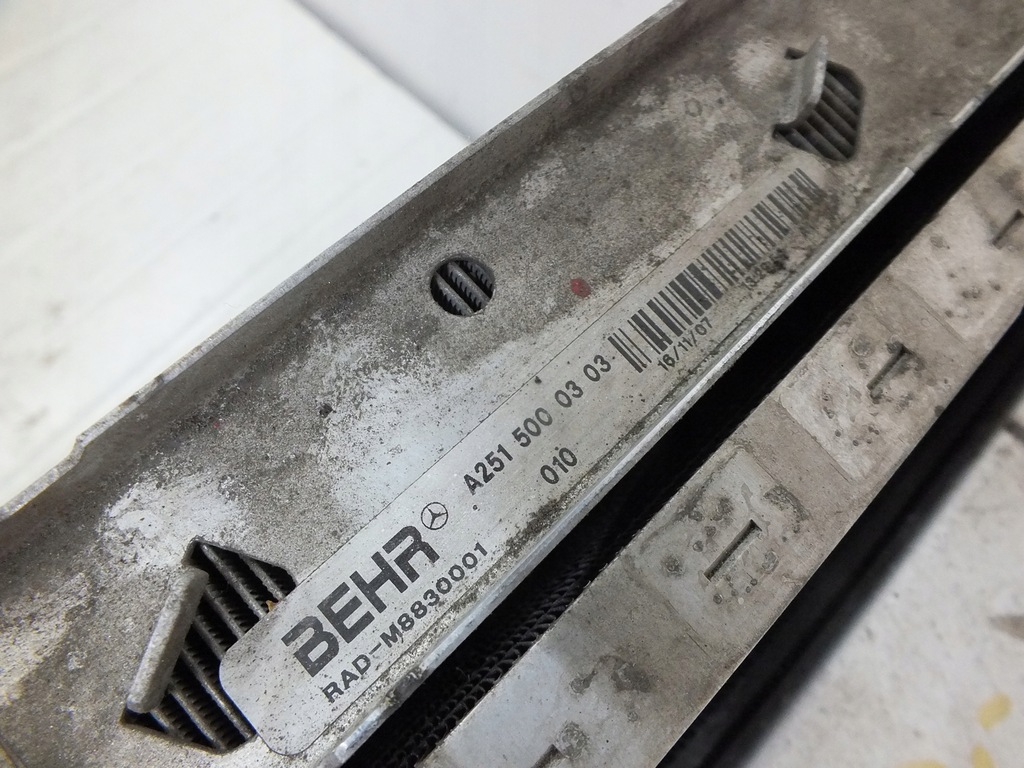 BEHR A251 500 03 03
RAD-M8830001 010 16/11/07